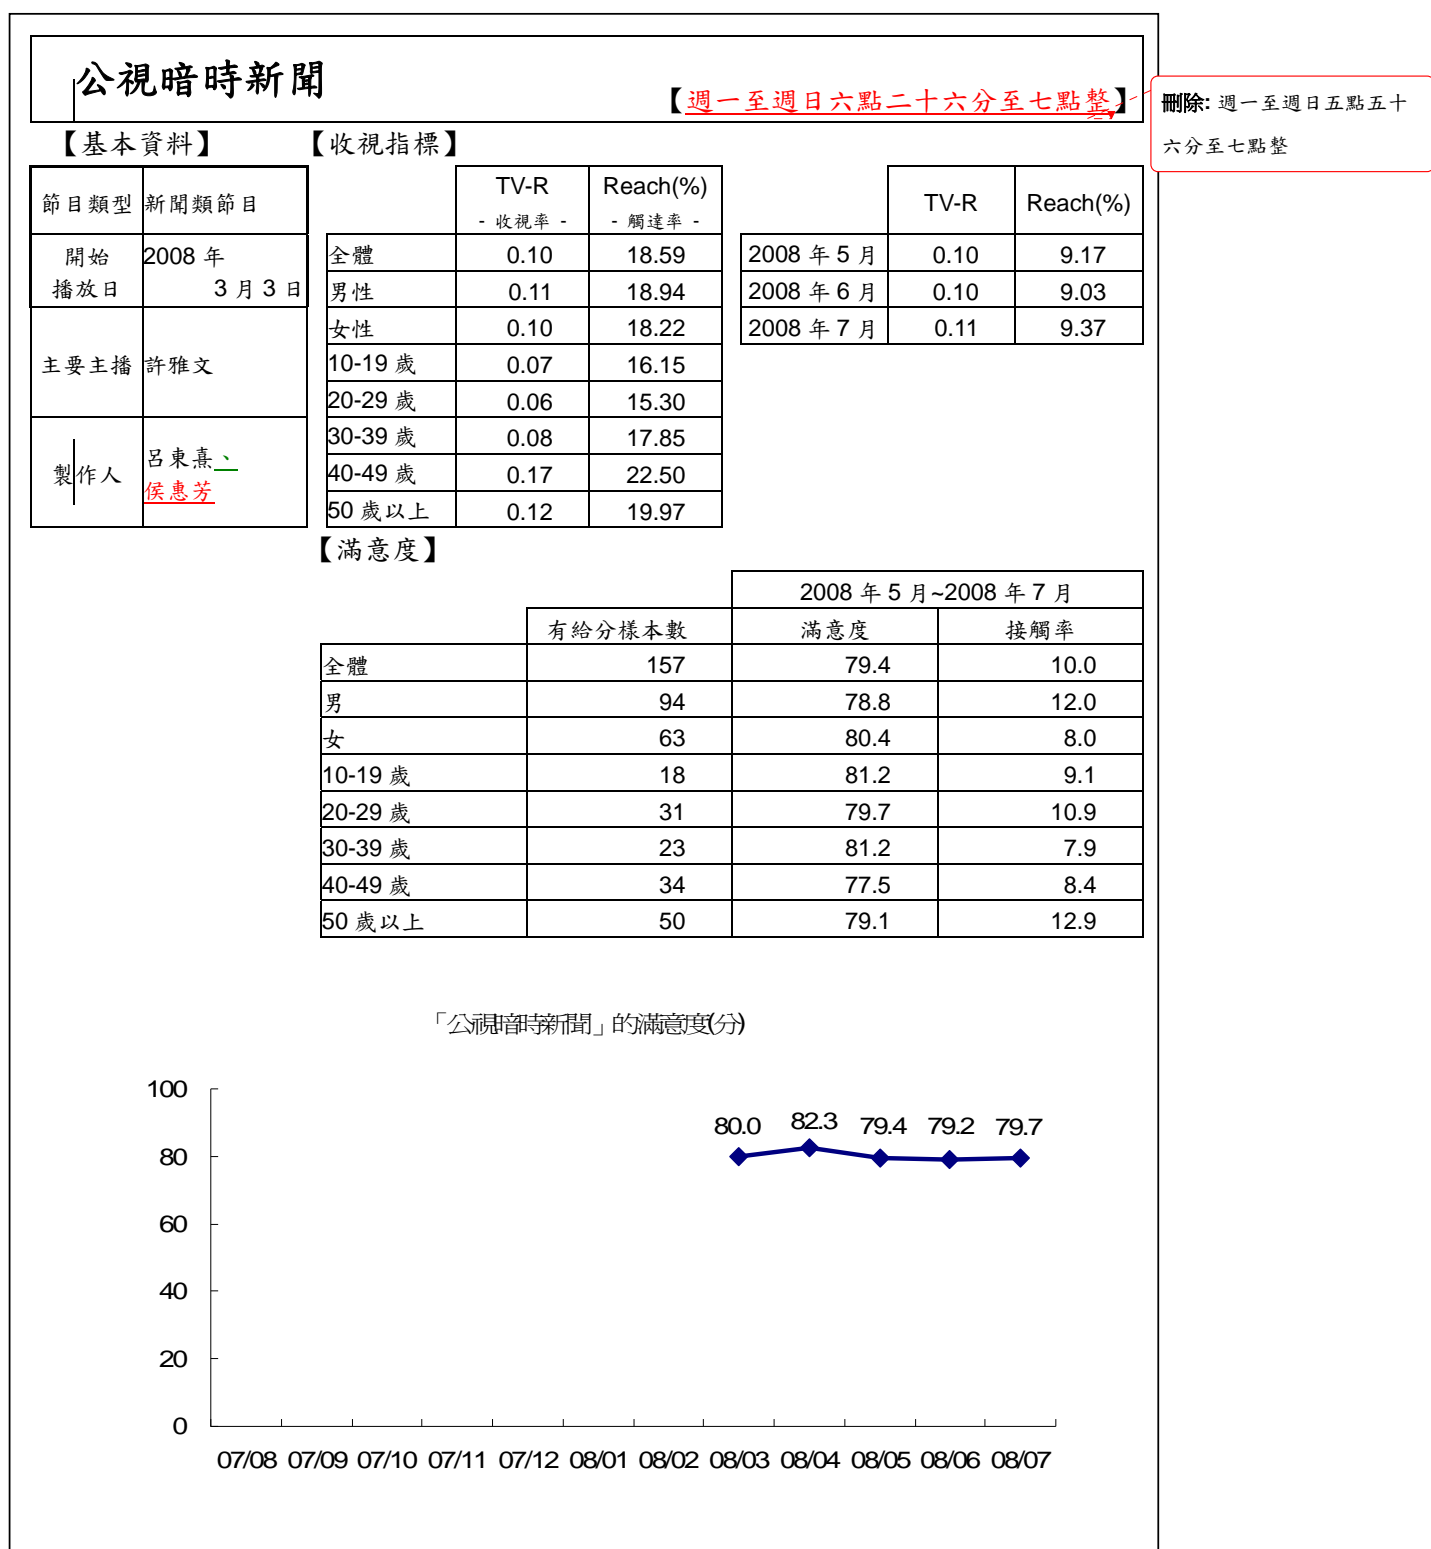 公視暗時新聞
【週一至週日六點二十六分至七點整】
刪除: 週一至週日五點五十
六分至七點整
【基本資料】 【收視指標】
節目類型 新聞類節目
開始 2008 年
播放日 3 月 3 日
主要主播 許雅文
製作人 呂東熹、
侯惠芳
TV-R Reach(%)
- 收視率 - - 觸達率 -
全體 0.10 18.59
男性 0.11 18.94
女性 0.10 18.22
10-19 歲 0.07 16.15
20-29 歲 0.06 15.30
30-39 歲 0.08 17.85
40-49 歲 0.17 22.50
50 歲以上 0.12 19.97
TV-R Reach(%)
2008 年 5 月 0.10 9.17
2008 年 6 月 0.10 9.03
2008 年 7 月 0.11 9.37
【滿意度】
2008 年 5 月~2008 年 7 月
有給分樣本數 滿意度 接觸率
全體 157 79.4 10.0
男 94 78.8 12.0
女 63 80.4 8.0
10-19 歲 18 81.2 9.1
20-29 歲 31 79.7 10.9
30-39 歲 23 81.2 7.9
40-49 歲 34 77.5 8.4
50 歲以上 50 79.1 12.9
「公視暗時新聞」的滿意度(分)
100
80.0 82.3 79.4 79.2 79.7
80
60
40
20
0
07/08 07/09 07/10 07/11 07/12 08/01 08/02 08/03 08/04 08/05 08/06 08/07